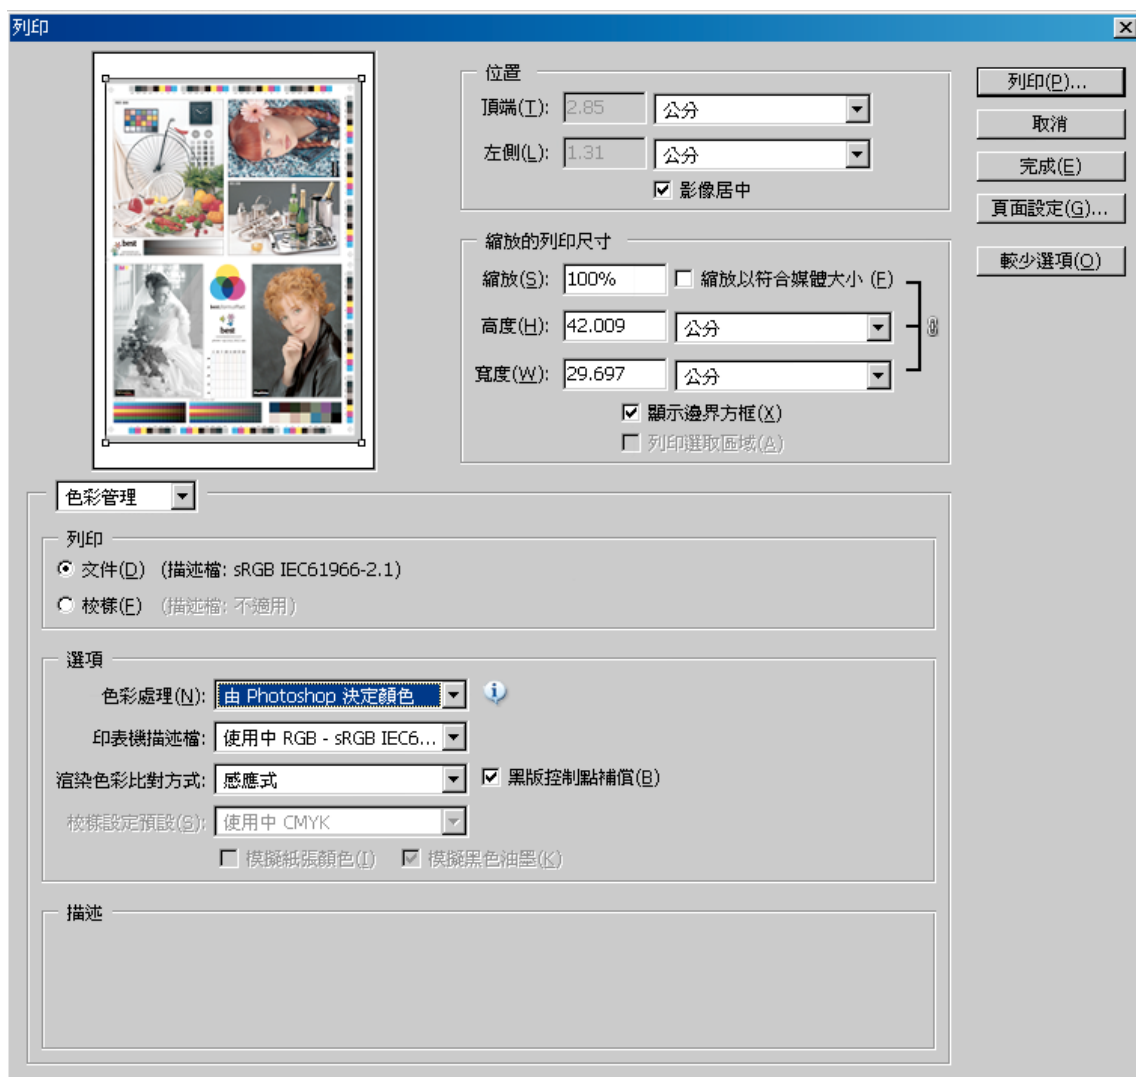 列印
位置
頂端(T): 2.85 公分
左側(L): 1.31 公分
影像居中
縮放的列印尺寸
縮放(S): 100% 縮放以符合媒體大小 (F)
高度(H): 42.009 公分
寬度(W): 29.697 公分
顯示邊界方框(X)
列印選取區域(A)
列印(P)...
取消
完成(E)
頁面設定(G)...
較少選項(O)
best
best
色彩管理
列印
文件(D) (描述檔: sRGB IEC61966-2.1)
校樣(F) (描述檔: 不適用)
選項
色彩處理(N): 由 Photoshop 決定顏色
印表機描述檔: 使用中 RGB - sRGB IEC6...
渲染色彩比對方式: 感應式 黑版控制點補償(B)
校樣設定預設(S): 使用中 CMYK
模擬紙張顏色(I) 模擬黑色油墨(K)
描述